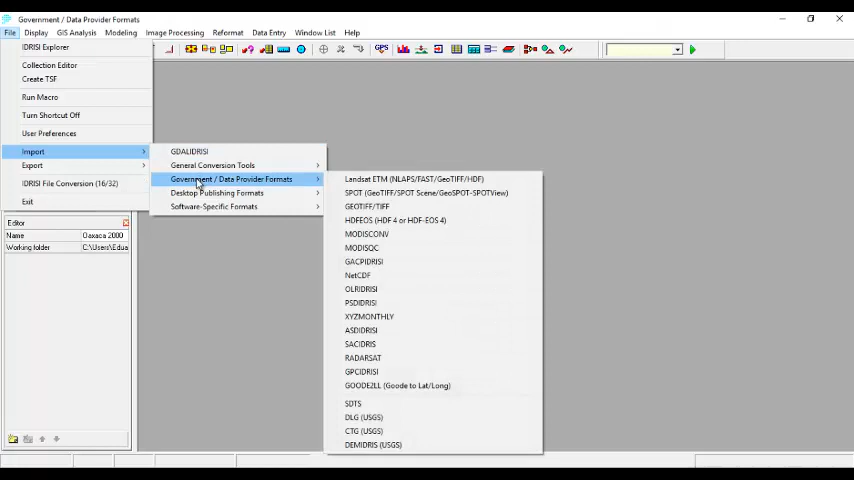 Government / Data Provider Formats
File Display GIS Analysis Modeling Image Processing Reformat Data Entry Window List Help
IDRISI Explorer
GPS
Collection Editor
Create TSF
Run Macro
Turn Shortcut Off
User Preferences
Import
Export
IDRISI File Conversion (16/32)
Exit
GDALIDRISI
General Conversion Tools
Government / Data Provider Formats
Desktop Publishing Formats
Software-Specific Formats
Landsat ETM (NLAPS/FAST/GeoTIFF/HDF)
SPOT (GeoTIFF/SPOT Scene/GeoSPOT-SPOTView)
GEOTIFF/TIFF
HDFEOS (HDF 4 or HDF-EOS 4)
MODISCONV
MODISQC
GACPIDRISI
NetCDF
OLRIDRISI
PSDIDRISI
XYZMONTHLY
ASDIDRISI
SACIDRIS
RADARSAT
GPCIDRISI
GOODE2LL (Goode to Lat/Long)
SDTS
DLG (USGS)
CTG (USGS)
DEMIDRIS (USGS)
Editor
Name Oaxaca 2000
Working folder C:\Users\Edua